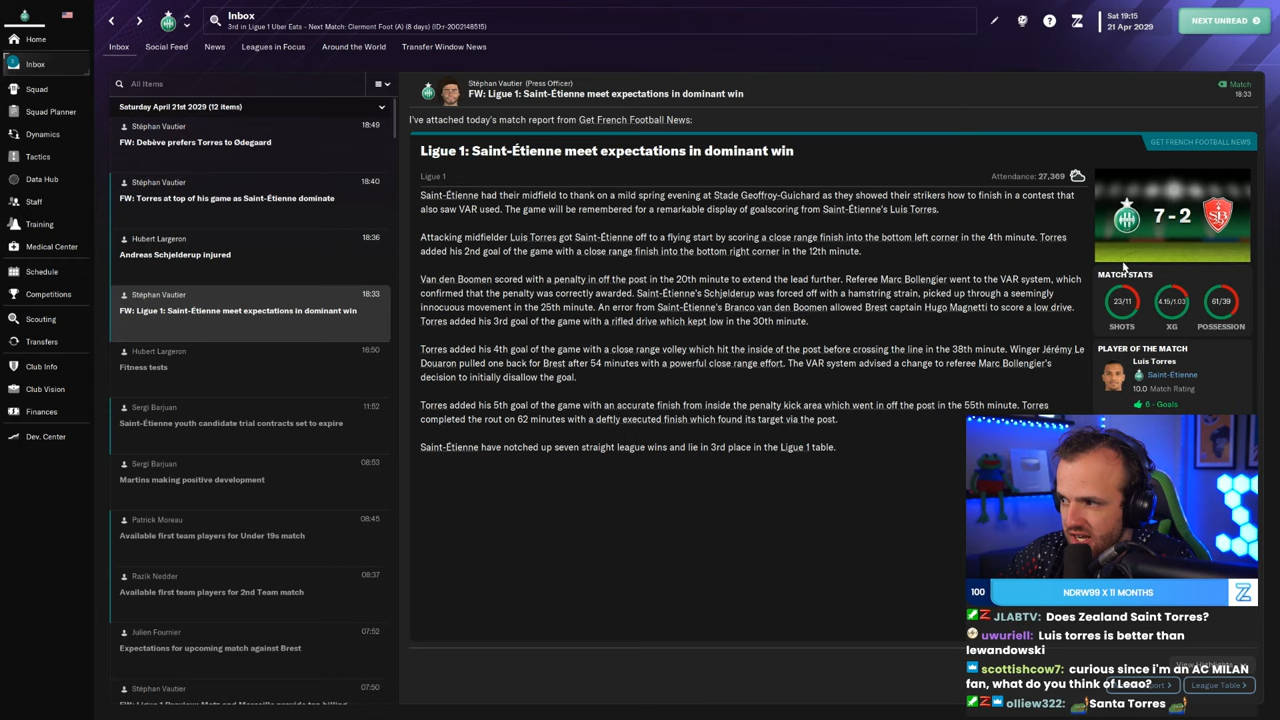 Inbox
3rd in Ligue 1 Uber Eats - Next Match: Clermont Foot (A) (8 days) (ID:r-2002148515)
Sat 19:15
21 Apr 2029
NEXT UNREAD
Home
Inbox
Squad
Squad Planner
Dynamics
Tactics
Data Hub
Staff
Training
Medical Center
Schedule
Competitions
Scouting
Transfers
Club Info
Club Vision
Finances
Dev. Center
Inbox Social Feed News Leagues in Focus Around the World Transfer Window News
All Items
Saturday April 21st 2029 (12 items)
Stéphan Vautier 18:49
FW: Debève prefers Torres to Ødegaard
Stéphan Vautier 18:40
FW: Torres at top of his game as Saint-Étienne dominate
Hubert Largeron 18:36
Andreas Schjelderup injured
Stéphan Vautier 18:33
FW: Ligue 1: Saint-Étienne meet expectations in dominant win
Hubert Largeron 16:50
Fitness tests
Sergi Barjuan 11:52
Saint-Étienne youth candidate trial contracts set to expire
Sergi Barjuan 08:53
Martins making positive development
Patrick Moreau 08:45
Available first team players for Under 19s match
Razik Nedder 08:37
Available first team players for 2nd Team match
Julien Fournier 07:52
Expectations for upcoming match against Brest
Stéphan Vautier 07:50
FW: Ligue 1 Preview: Metz and Marseille provide top billing
Stéphan Vautier (Press Officer)
FW: Ligue 1: Saint-Étienne meet expectations in dominant win
Match
18:33
I've attached today's match report from Get French Football News:
GET FRENCH FOOTBALL NEWS
Ligue 1: Saint-Étienne meet expectations in dominant win
Ligue 1 Attendance: 27,369
Saint-Étienne had their midfield to thank on a mild spring evening at Stade Geoffroy-Guichard as they showed their strikers how to finish in a contest that
also saw VAR used. The game will be remembered for a remarkable display of goalscoring from Saint-Étienne's Luis Torres.
Attacking midfielder Luis Torres got Saint-Étienne off to a flying start by scoring a close range finish into the bottom left corner in the 4th minute. Torres
added his 2nd goal of the game with a close range finish into the bottom right corner in the 12th minute.
Van den Boomen scored with a penalty in off the post in the 20th minute to extend the lead further. Referee Marc Bollengier went to the VAR system, which
confirmed that the penalty was correctly awarded. Saint-Étienne's Schjelderup was forced off with a hamstring strain, picked up through a seemingly
innocuous movement in the 25th minute. An error from Saint-Étienne's Branco van den Boomen allowed Brest captain Hugo Magnetti to score a low drive.
Torres added his 3rd goal of the game with a rifled drive which kept low in the 30th minute.
Torres added his 4th goal of the game with a close range volley which hit the inside of the post before crossing the line in the 38th minute. Winger Jérémy Le
Douaron pulled one back for Brest after 54 minutes with a powerful close range effort. The VAR system advised a change to referee Marc Bollengier's
decision to initially disallow the goal.
Torres added his 5th goal of the game with an accurate finish from inside the penalty kick area which went in off the post in the 55th minute. Torres
completed the rout on 62 minutes with a deftly executed finish which found its target via the post.
Saint-Étienne have notched up seven straight league wins and lie in 3rd place in the Ligue 1 table.
7 - 2
MATCH STATS
23/11 4.15/1.03 61/39
SHOTS XG POSSESSION
PLAYER OF THE MATCH
Luis Torres
Saint-Étienne
10.0 Match Rating
6 - Goals
100 NDRW99 X 11 MONTHS
JLABTV: Does Zealand Saint Torres?
uwuriell: Luis torres is better than
lewandowski
scottishcow7: curious since i'm an AC MILAN
fan, what do you think of Leao?
olliew322: Santa Torres
League Table